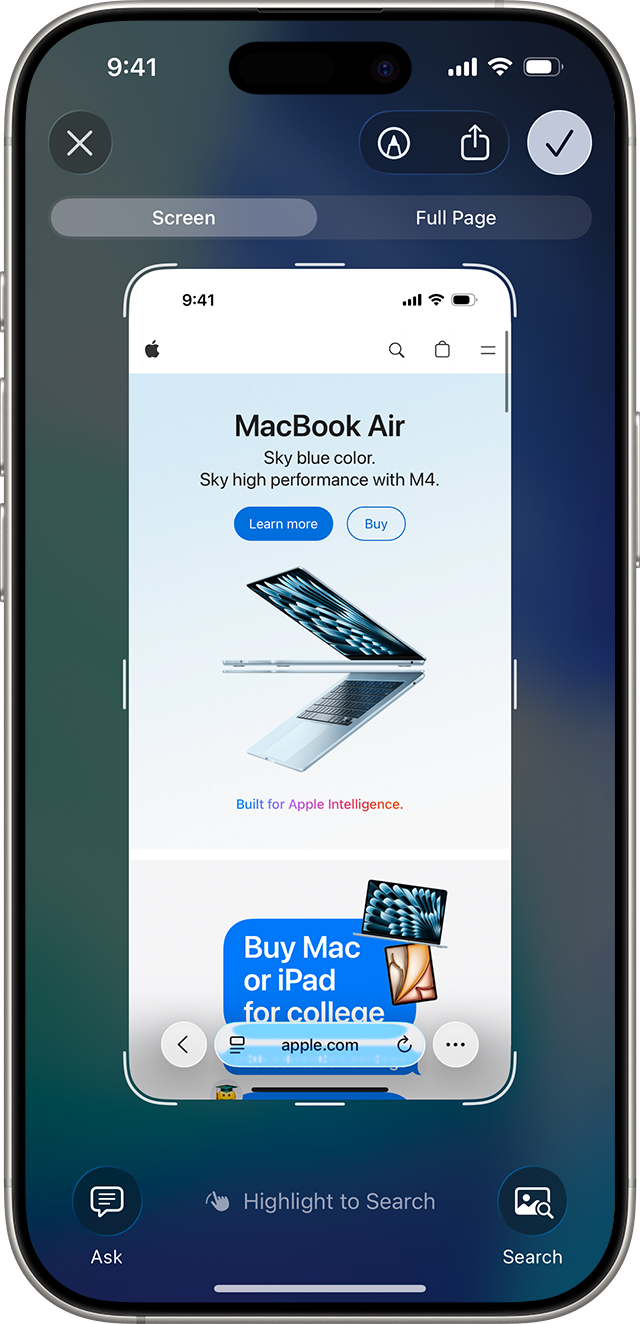 9:41
Screen
Full Page
9:41
MacBook Air
Sky blue color.
Sky high performance with M4.
Learn more
Buy
Built for Apple Intelligence.
Buy Mac
or iPad
for college
apple.com
Highlight to Search
Ask
Search